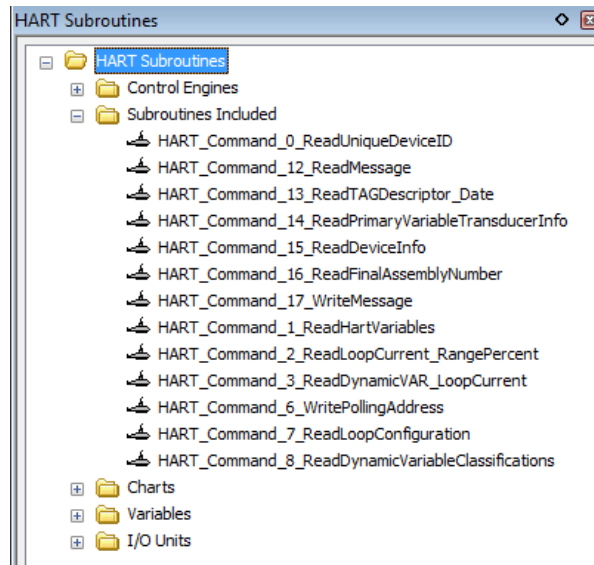 HART Subroutines
HART Subroutines
Control Engines
Subroutines Included
HART_Command_0_ReadUniqueDeviceID
HART_Command_12_ReadMessage
HART_Command_13_ReadTAGDescriptor_Date
HART_Command_14_ReadPrimaryVariableTransducerInfo
HART_Command_15_ReadDeviceInfo
HART_Command_16_ReadFinalAssemblyNumber
HART_Command_17_WriteMessage
HART_Command_1_ReadHartVariables
HART_Command_2_ReadLoopCurrent_RangePercent
HART_Command_3_ReadDynamicVAR_LoopCurrent
HART_Command_6_WritePollingAddress
HART_Command_7_ReadLoopConfiguration
HART_Command_8_ReadDynamicVariableClassifications
Charts
Variables
I/O Units